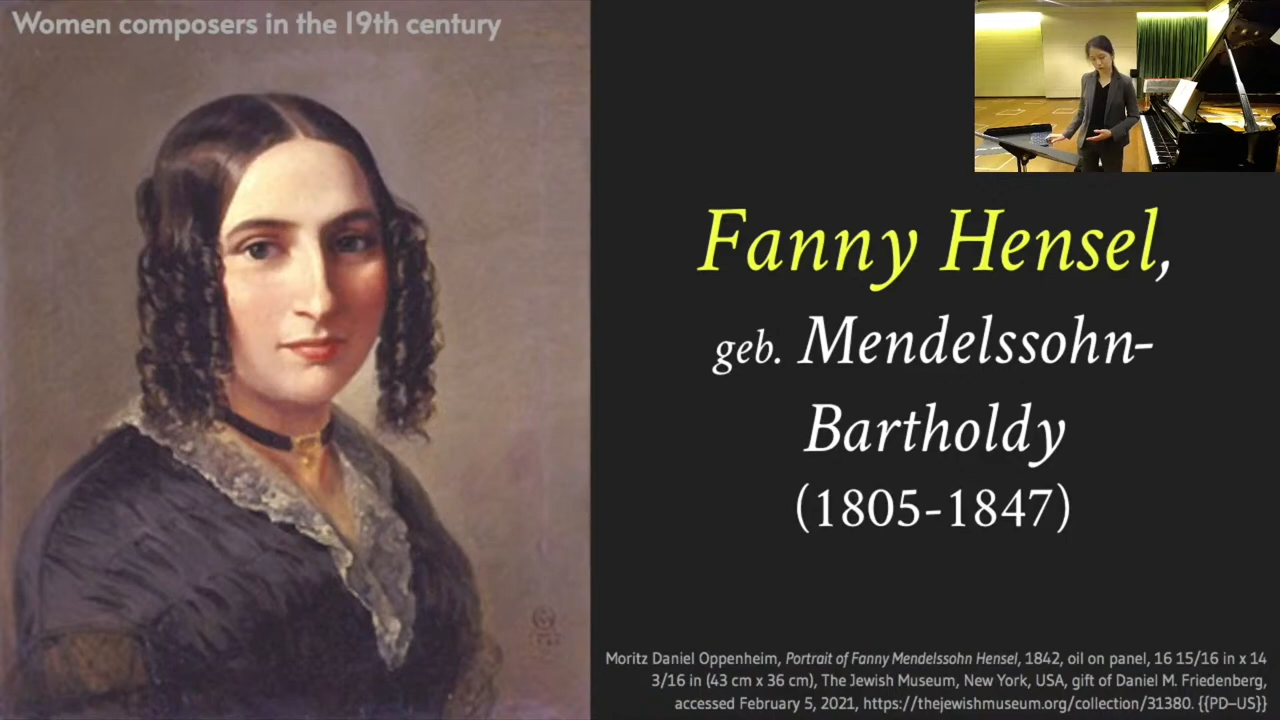 Women composers in the 19th century
Fanny Hensel,
geb. Mendelssohn-
Bartholdy
(1805-1847)
Moritz Daniel Oppenheim, Portrait of Fanny Mendelssohn Hensel, 1842, oil on panel, 16 15/16 in x 14
3/16 in (43 cm x 36 cm), The Jewish Museum, New York, USA, gift of Daniel M. Friedenberg,
accessed February 5, 2021, https://thejewishmuseum.org/collection/31380. {{PD–US}}